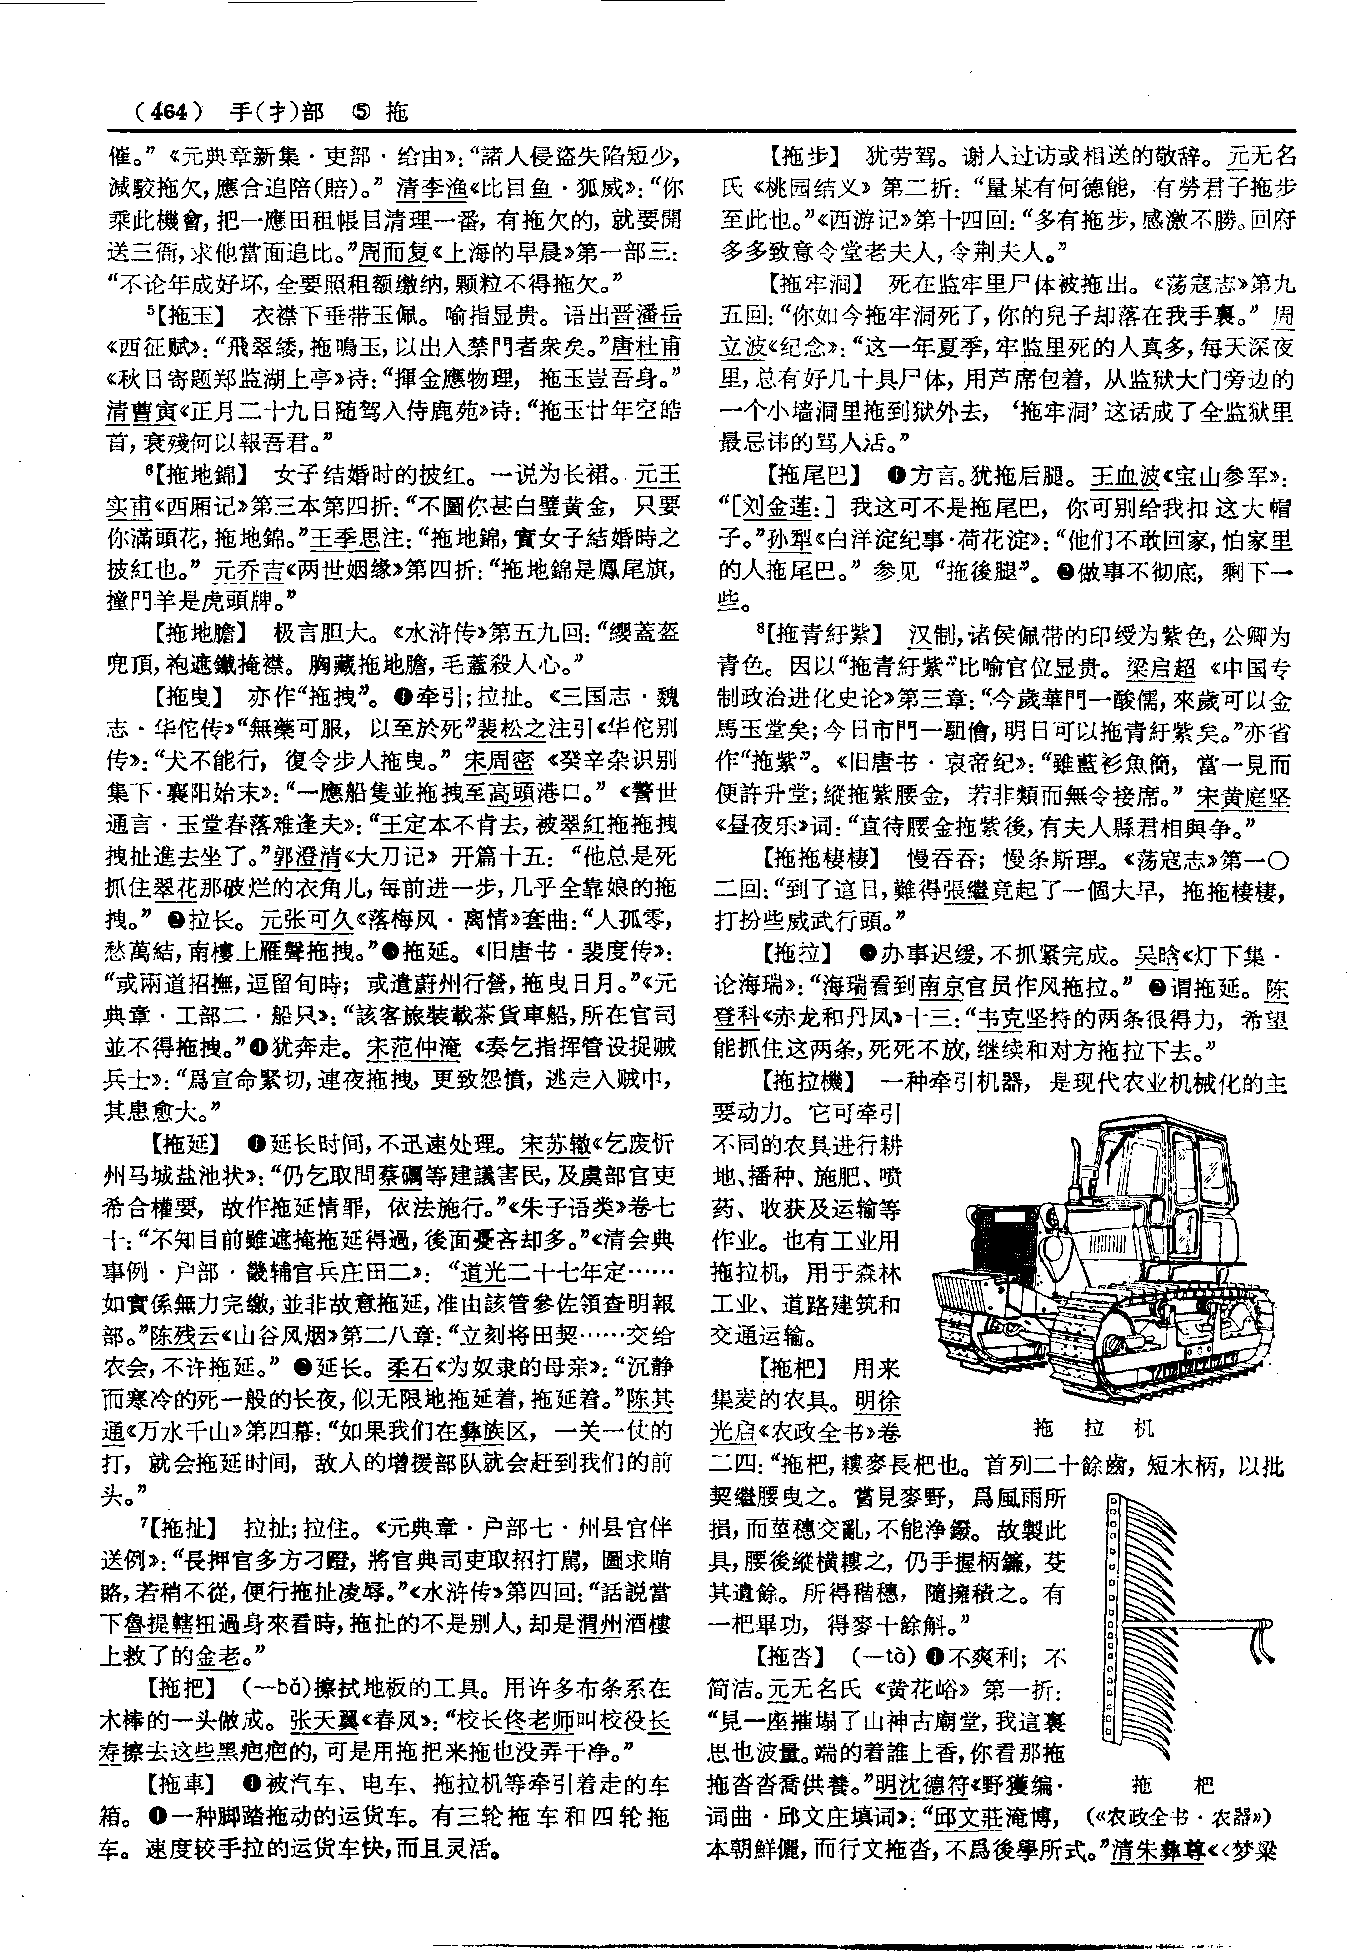 （464） 手(扌)部 ⑤ 拖
催。”《元典章新集·吏部·给由》：“諸人侵盜失陷短少，
減駮拖欠，應合追陪(賠)。”清李渔《比目鱼·狐威》：“你
乘此機會，把一應田租帳目清理一番，有拖欠的，就要開
送三衙，求他當面追比。”周而复《上海的早晨》第一部三：
“不论年成好坏，全要照租额缴纳，颗粒不得拖欠。”
⁵【拖玉】 衣襟下垂带玉佩。喻指显贵。语出晋潘岳
《西征赋》：“飛翠緌，拖鳴玉，以出入禁門者衆矣。”唐杜甫
《秋日寄题郑监湖上亭》诗：“揮金應物理，拖玉豈吾身。”
清曹寅《正月二十九日随驾入侍鹿苑》诗：“拖玉廿年空皓
首，衰殘何以報吾君。”
⁶【拖地錦】 女子结婚时的披红。一说为长裙。元王
实甫《西厢记》第三本第四折：“不圖你甚白璧黄金，只要
你滿頭花，拖地錦。”王季思注：“拖地錦，實女子結婚時之
披紅也。”元乔吉《两世姻缘》第四折：“拖地錦是鳳尾旗，
撞門羊是虎頭牌。”
【拖地膽】 极言胆大。《水浒传》第五九回：“纓蓋盔
兜頂，袍遮鐵掩襟。胸藏拖地膽，毛蓋殺人心。”
【拖曳】 亦作“拖拽”。❶牵引；拉扯。《三国志·魏
志·华佗传》“無藥可服，以至於死”裴松之注引《华佗别
传》：“犬不能行，復令步人拖曳。”宋周密《癸辛杂识别
集下·襄阳始末》：“一應船隻並拖拽至高頭港口。”《警世
通言·玉堂春落难逢夫》：“王定本不肯去，被翠紅拖拖拽
拽扯進去坐了。”郭澄清《大刀记》开篇十五：“他总是死
抓住翠花那破烂的衣角儿，每前进一步，几乎全靠娘的拖
拽。”❷拉长。元张可久《落梅风·离情》套曲：“人孤零，
愁萬結，南樓上雁聲拖拽。”❸拖延。《旧唐书·裴度传》：
“或兩道招撫，逗留旬時；或遣蔚州行營，拖曳日月。”《元
典章·工部二·船只》：“該客旅裝載茶貨車船，所在官司
並不得拖拽。”❹犹奔走。宋范仲淹《奏乞指挥管设捉贼
兵士》：“爲宣命緊切，連夜拖拽，更致怨憤，逃走入贼中，
其患愈大。”
【拖延】 ❶延长时间，不迅速处理。宋苏辙《乞废忻
州马城盐池状》：“仍乞取問蔡礪等建議害民，及虞部官吏
希合權要，故作拖延情罪，依法施行。”《朱子语类》卷七
十：“不知目前雖遮掩拖延得過，後面憂吝却多。”《清会典
事例·户部·畿辅官兵庄田二》：“道光二十七年定……
如實係無力完繳，並非故意拖延，准由該管參佐領查明報
部。”陈残云《山谷风烟》第二八章：“立刻将田契……交给
农会，不许拖延。”❷延长。柔石《为奴隶的母亲》：“沉静
而寒冷的死一般的长夜，似无限地拖延着，拖延着。”陈其
通《万水千山》第四幕：“如果我们在彝族区，一关一仗的
打，就会拖延时间，敌人的增援部队就会赶到我们的前
头。”
⁷【拖扯】 拉扯；拉住。《元典章·户部七·州县官伴
送例》：“長押官多方刁蹬，將官典司吏取招打駡，圖求賄
賂，若稍不從，便行拖扯凌辱。”《水浒传》第四回：“話説當
下魯提轄扭過身來看時，拖扯的不是别人，却是渭州酒樓
上救了的金老。”
【拖把】 (—bǎ)擦拭地板的工具。用许多布条系在
木棒的一头做成。张天翼《春风》：“校长佟老师叫校役长
寿擦去这些黑疤疤的，可是用拖把来拖也没弄干净。”
【拖車】 ❶被汽车、电车、拖拉机等牵引着走的车
箱。❶一种脚踏拖动的运货车。有三轮拖车和四轮拖
车。速度较手拉的运货车快，而且灵活。
【拖步】 犹劳驾。谢人过访或相送的敬辞。元无名
氏《桃园结义》第二折：“量某有何德能，有勞君子拖步
至此也。”《西游记》第十四回：“多有拖步，感激不勝。回府
多多致意令堂老夫人，令荆夫人。”
【拖牢洞】 死在监牢里尸体被拖出。《荡寇志》第九
五回：“你如今拖牢洞死了，你的兒子却落在我手裏。”周
立波《纪念》：“这一年夏季，牢监里死的人真多，每天深夜
里，总有好几十具尸体，用芦席包着，从监狱大门旁边的
一个小墙洞里拖到狱外去，‘拖牢洞’这话成了全监狱里
最忌讳的骂人话。”
【拖尾巴】 ❶方言。犹拖后腿。王血波《宝山参军》：
“［刘金莲：］我这可不是拖尾巴，你可别给我扣这大帽
子。”孙犁《白洋淀纪事·荷花淀》：“他们不敢回家，怕家里
的人拖尾巴。”参见“拖後腿”。❷做事不彻底，剩下一
些。
⁸【拖青紆紫】 汉制，诸侯佩带的印绶为紫色，公卿为
青色。因以“拖青紆紫”比喻官位显贵。梁启超《中国专
制政治进化史论》第三章：“今歲華門一酸儒，來歲可以金
馬玉堂矣；今日市門一駔儈，明日可以拖青紆紫矣。”亦省
作“拖紫”。《旧唐书·哀帝纪》：“雖藍衫魚簡，當一見而
便許升堂；縱拖紫腰金，若非類而無令接席。”宋黄庭坚
《昼夜乐》词：“直待腰金拖紫後，有夫人縣君相與争。”
【拖拖棲棲】 慢吞吞；慢条斯理。《荡寇志》第一〇
二回：“到了這日，難得張繼竟起了一個大早，拖拖棲棲，
打扮些威武行頭。”
【拖拉】 ❶办事迟缓，不抓紧完成。吴晗《灯下集·
论海瑞》：“海瑞看到南京官员作风拖拉。”❷谓拖延。陈
登科《赤龙和丹凤》十三：“韦克坚持的两条很得力，希望
能抓住这两条，死死不放，继续和对方拖拉下去。”
【拖拉機】 一种牵引机器，是现代农业机械化的主
要动力。它可牵引
不同的农具进行耕
地、播种、施肥、喷
药、收获及运输等
作业。也有工业用
拖拉机，用于森林
工业、道路建筑和
交通运输。
拖 拉 机
【拖杷】 用来
集麦的农具。明徐
光启《农政全书》卷
二四：“拖杷，耬麥長杷也。首列二十餘齒，短木柄，以批
契繼腰曳之。嘗見麥野，爲風雨所
損，而莖穗交亂，不能浄鏺。故製此
具，腰後縱横耬之，仍手握柄鐮，芟
其遺餘。所得稭穗，隨擁積之。有
一杷畢功，得麥十餘斛。”
【拖沓】 (—tà)❶不爽利；不
简洁。元无名氏《黄花峪》第一折：
“見一座摧塌了山神古廟堂，我這裏
思也波量。端的着誰上香，你看那拖
拖沓沓喬供養。”明沈德符《野獲编·
词曲·邱文庄填词》：“邱文莊淹博，
本朝鮮儷，而行文拖沓，不爲後學所式。”清朱彝尊《〈梦梁
拖 杷
（《农政全书·农器》）